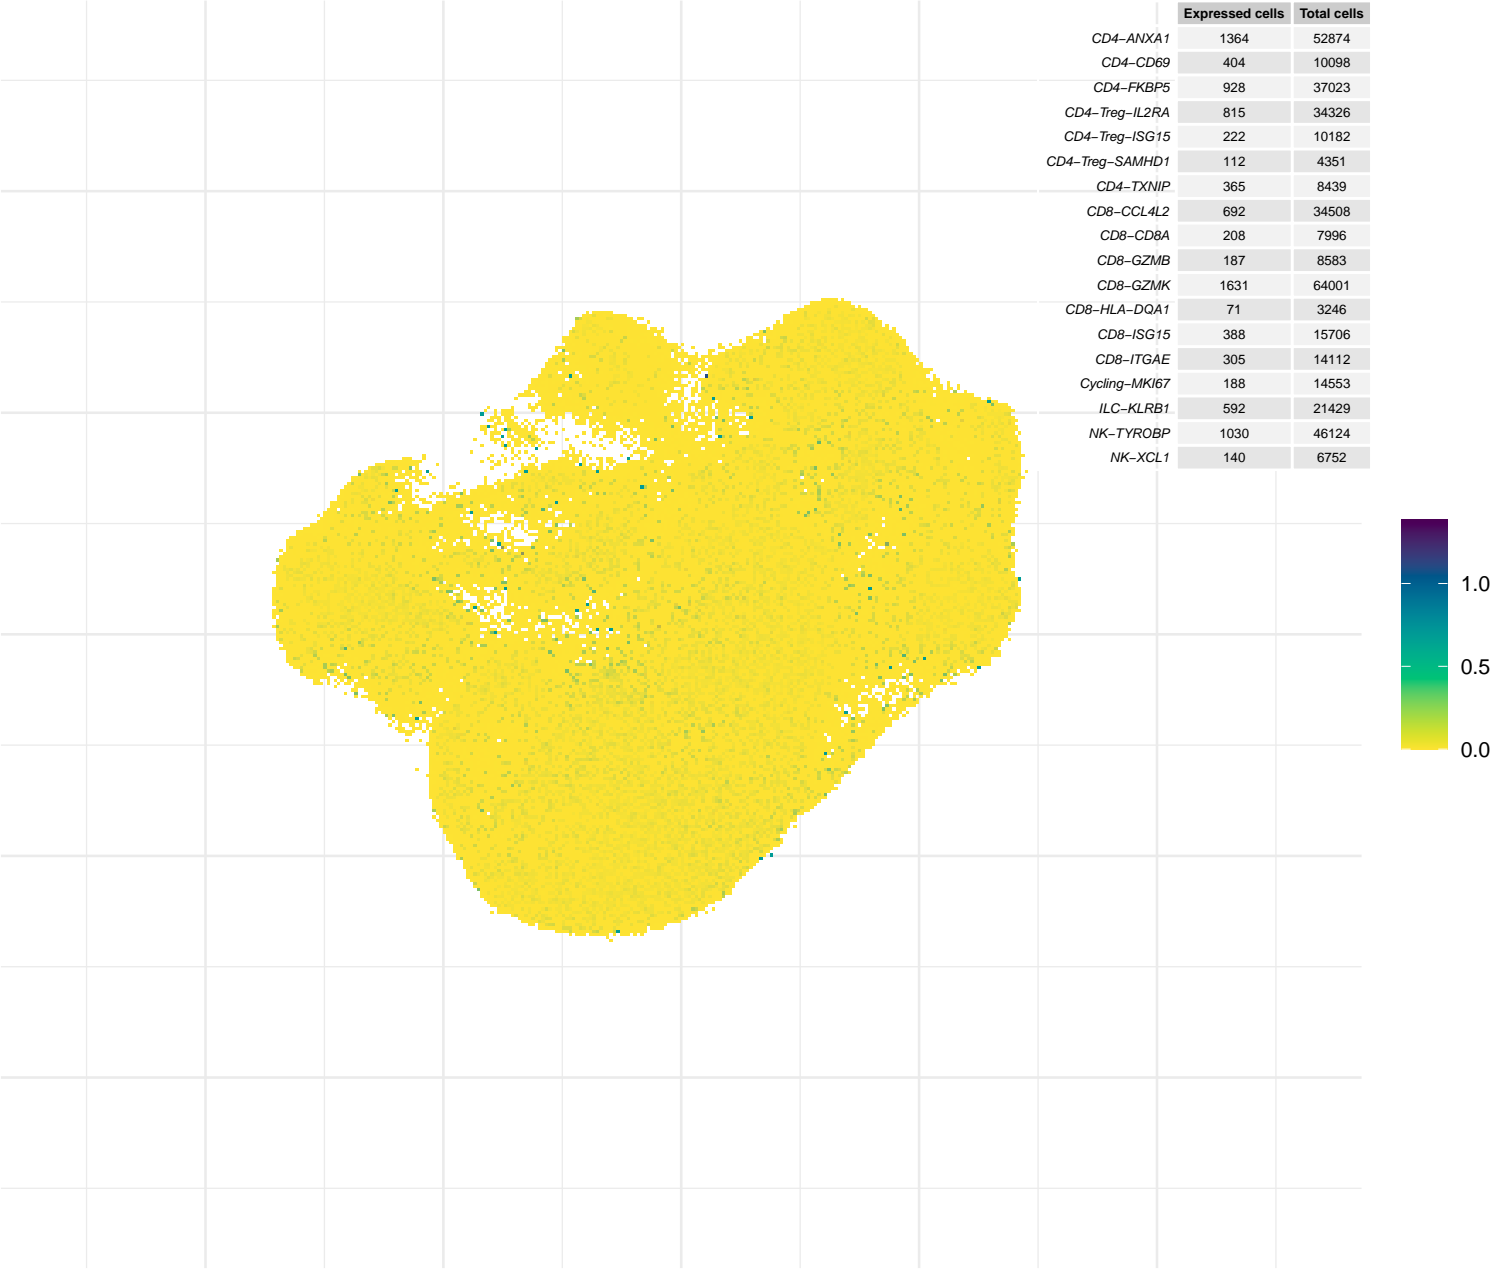 Expressed cells Total cells
CD4−ANXA1 1364 52874
CD4−CD69 404 10098
CD4−FKBP5 928 37023
CD4−Treg−IL2RA 815 34326
CD4−Treg−ISG15 222 10182
CD4−Treg−SAMHD1 112 4351
CD4−TXNIP 365 8439
CD8−CCL4L2 692 34508
CD8−CD8A 208 7996
CD8−GZMB 187 8583
CD8−GZMK 1631 64001
CD8−HLA−DQA1 71 3246
CD8−ISG15 388 15706
CD8−ITGAE 305 14112
Cycling−MKI67 188 14553
ILC−KLRB1 592 21429
NK−TYROBP 1030 46124
NK−XCL1 140 6752
1.0
0.5
0.0